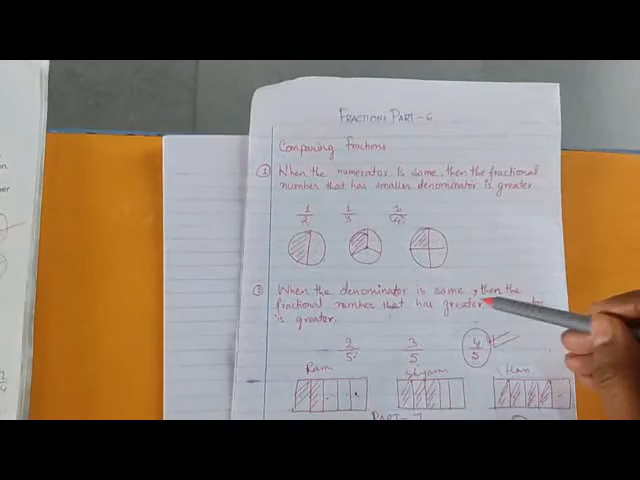 FRACTIONS PART-6
Comparing fractions
① When the numerator is same, then the fractional
number that has smaller denominator is greater.
1/2 1/3 1/4
② When the denominator is same, then the
fractional number that has greater
is greater.
2/5 3/5 4/5
Ram Shyam Hari
PART-7
2/4